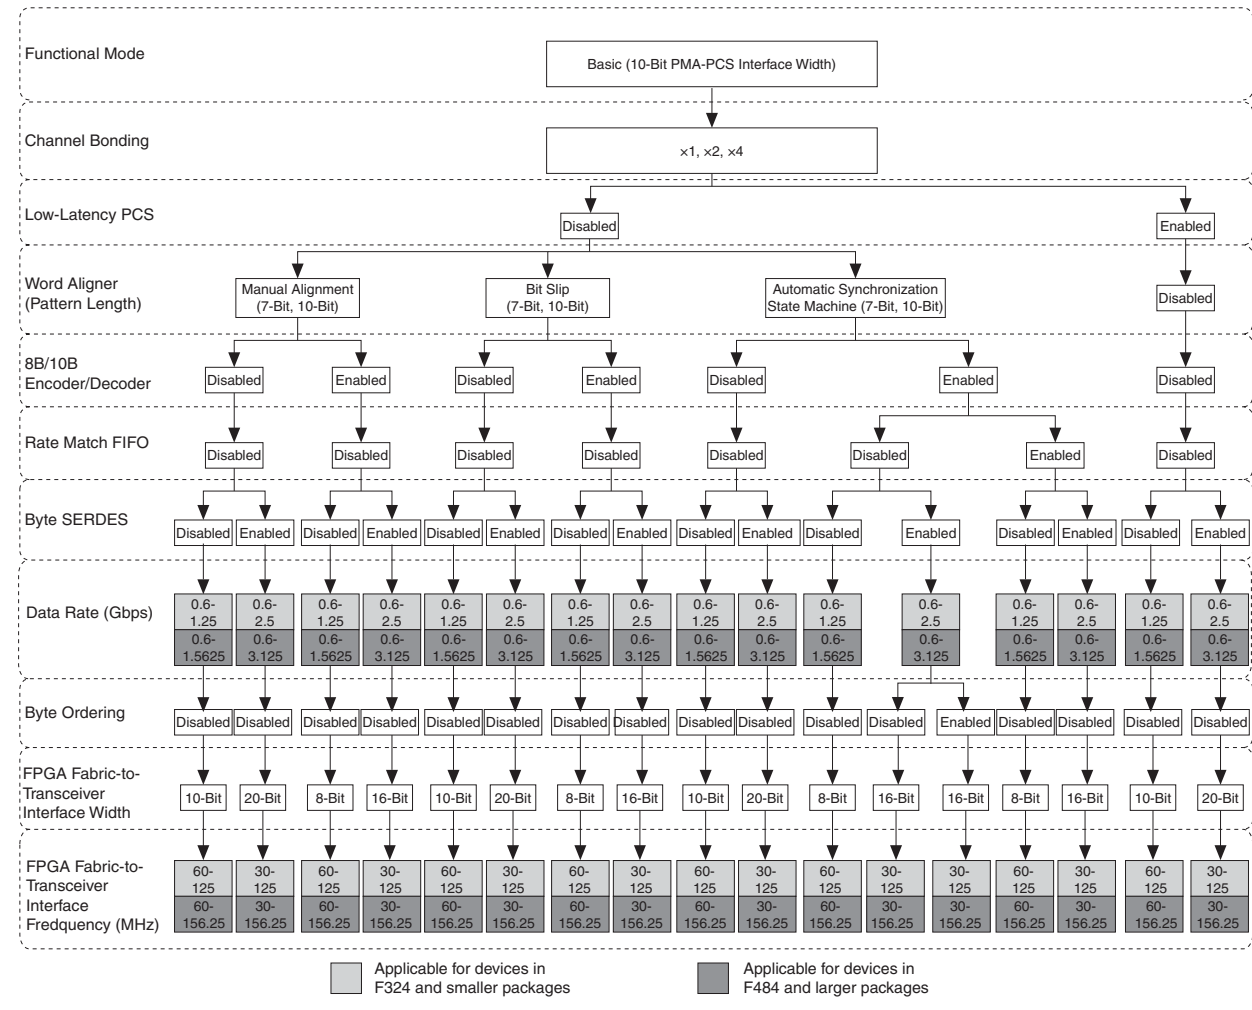 Functional Mode
Basic (10-Bit PMA-PCS Interface Width)
Channel Bonding
×1, ×2, ×4
Low-Latency PCS
Disabled Enabled
Word Aligner
(Pattern Length)
Manual Alignment
(7-Bit, 10-Bit)
Bit Slip
(7-Bit, 10-Bit)
Automatic Synchronization
State Machine (7-Bit, 10-Bit)
Disabled
8B/10B
Encoder/Decoder
Disabled Enabled Disabled Enabled Disabled Enabled Disabled
Rate Match FIFO
Disabled Disabled Disabled Disabled Disabled Disabled Enabled Disabled
Byte SERDES
Disabled Enabled Disabled Enabled Disabled Enabled Disabled Enabled Disabled Enabled Disabled Enabled Disabled Enabled Disabled Enabled
Data Rate (Gbps)
0.6- 0.6- 0.6- 0.6- 0.6- 0.6- 0.6- 0.6- 0.6- 0.6- 0.6- 0.6- 0.6- 0.6- 0.6- 0.6-
1.25 2.5 1.25 2.5 1.25 2.5 1.25 2.5 1.25 2.5 1.25 2.5 1.25 2.5 1.25 2.5
0.6- 0.6- 0.6- 0.6- 0.6- 0.6- 0.6- 0.6- 0.6- 0.6- 0.6- 0.6- 0.6- 0.6- 0.6- 0.6-
1.5625 3.125 1.5625 3.125 1.5625 3.125 1.5625 3.125 1.5625 3.125 1.5625 3.125 1.5625 3.125 1.5625 3.125
Byte Ordering
Disabled Disabled Disabled Disabled Disabled Disabled Disabled Disabled Disabled Disabled Disabled Disabled Enabled Disabled Disabled Disabled Disabled
FPGA Fabric-to-
Transceiver
Interface Width
10-Bit 20-Bit 8-Bit 16-Bit 10-Bit 20-Bit 8-Bit 16-Bit 10-Bit 20-Bit 8-Bit 16-Bit 16-Bit 8-Bit 16-Bit 10-Bit 20-Bit
FPGA Fabric-to-
Transceiver
Interface
Fredquency (MHz)
60- 30- 60- 30- 60- 30- 60- 30- 60- 30- 60- 30- 30- 60- 30- 60- 30-
125 125 125 125 125 125 125 125 125 125 125 125 125 125 125 125 125
60- 30- 60- 30- 60- 30- 60- 30- 60- 30- 60- 30- 30- 60- 30- 60- 30-
156.25 156.25 156.25 156.25 156.25 156.25 156.25 156.25 156.25 156.25 156.25 156.25 156.25 156.25 156.25 156.25 156.25
Applicable for devices in
F324 and smaller packages
Applicable for devices in
F484 and larger packages